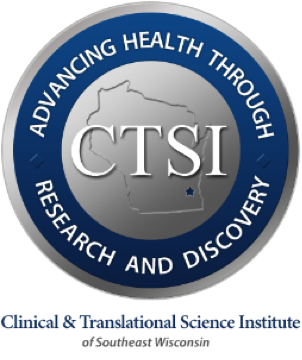 ADVANCING HEALTH THROUGH
CTSI
RESEARCH AND DISCOVERY
Clinical & Translational Science Institute
of Southeast Wisconsin